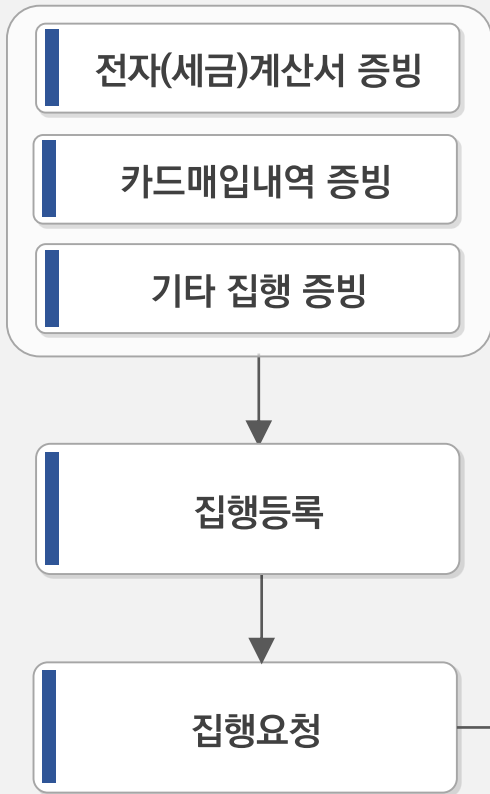 전자(세금)계산서 증빙
카드매입내역 증빙
기타 집행 증빙
집행등록
집행요청